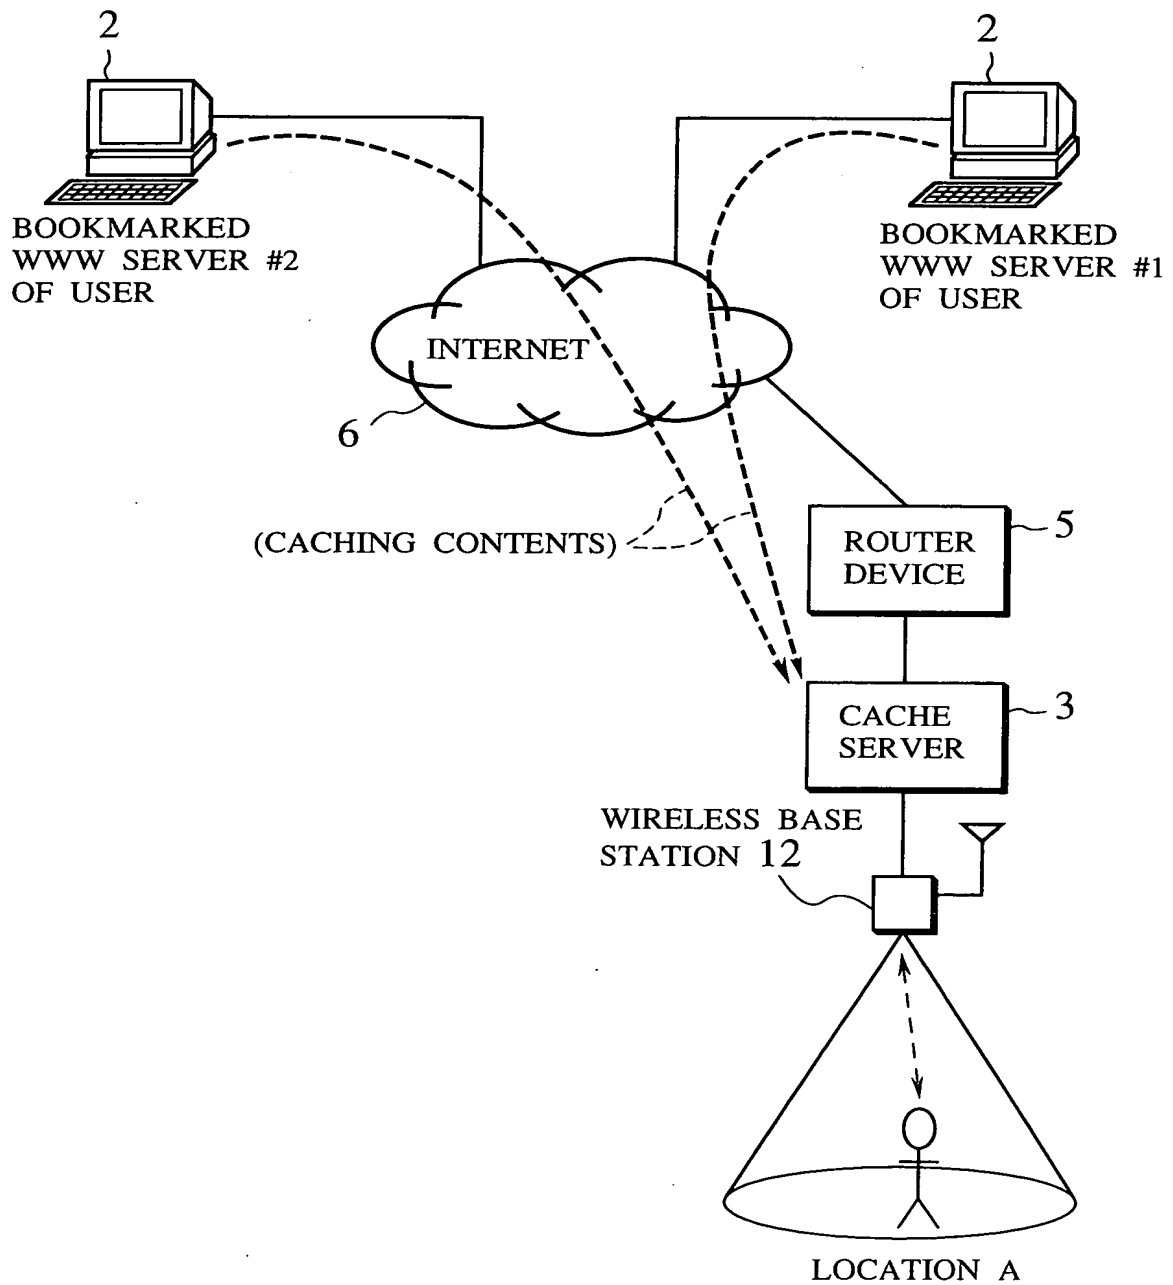 2
2
BOOKMARKED
WWW SERVER #2
OF USER
BOOKMARKED
WWW SERVER #1
OF USER
INTERNET
6
(CACHING CONTENTS)
ROUTER
DEVICE
5
CACHE
SERVER
3
WIRELESS BASE
STATION 12
LOCATION A